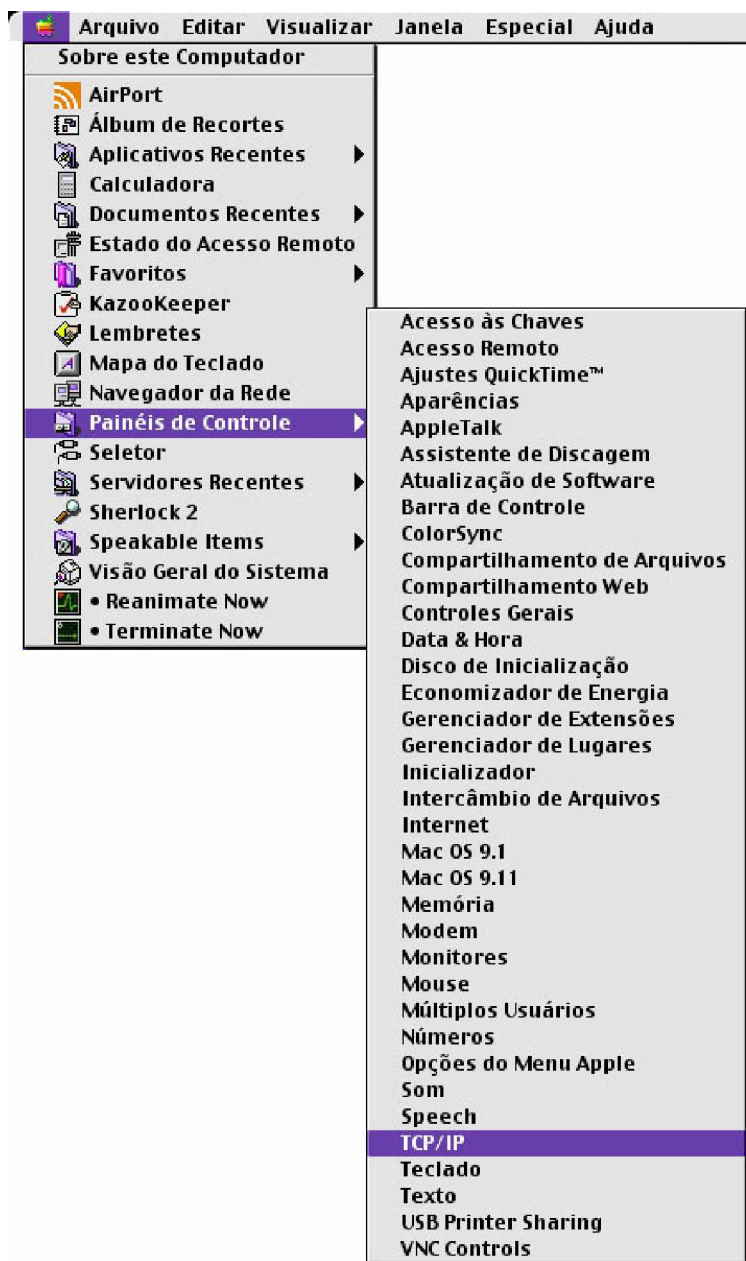 Arquivo Editar Visualizar Janela Especial Ajuda
Sobre este Computador
AirPort
Álbum de Recortes
Aplicativos Recentes
Calculadora
Documentos Recentes
Estado do Acesso Remoto
Favoritos
KazooKeeper
Lembretes
Mapa do Teclado
Navegador da Rede
Painéis de Controle
Seletor
Servidores Recentes
Sherlock 2
Speakable Items
Visão Geral do Sistema
• Reanimate Now
• Terminate Now
Acesso às Chaves
Acesso Remoto
Ajustes QuickTime™
Aparências
AppleTalk
Assistente de Discagem
Atualização de Software
Barra de Controle
ColorSync
Compartilhamento de Arquivos
Compartilhamento Web
Controles Gerais
Data & Hora
Disco de Inicialização
Economizador de Energia
Gerenciador de Extensões
Gerenciador de Lugares
Inicializador
Intercâmbio de Arquivos
Internet
Mac OS 9.1
Mac OS 9.11
Memória
Modem
Monitores
Mouse
Múltiplos Usuários
Números
Opções do Menu Apple
Som
Speech
TCP/IP
Teclado
Texto
USB Printer Sharing
VNC Controls